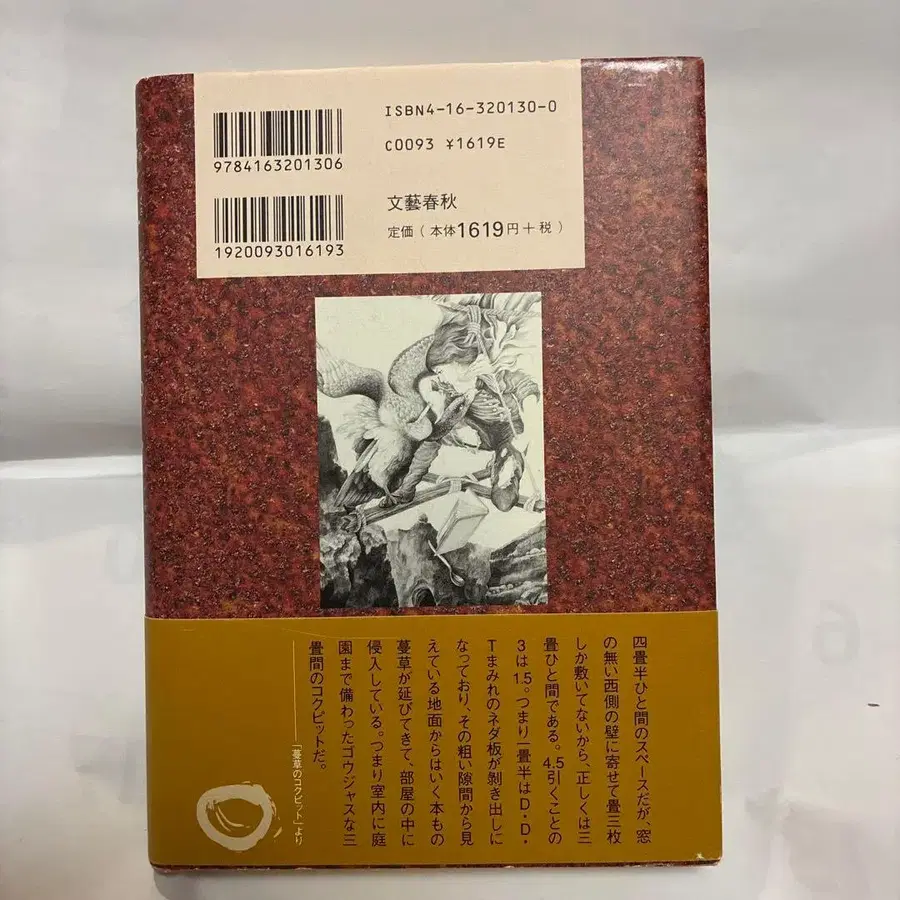 ISBN4-16-320130-0
C0093 ¥1619E
9784163201306
文藝春秋
定価（本体1619円＋税）
1920093016193
四畳半ひと間のスペースだが、窓
の無い西側の壁に寄せて畳三枚
しか敷いてないから、正しくは三
畳ひと間である。4.5引くことの
3は1.5。つまり一畳半はD・D・
Tまみれのネダ板が剝き出しに
なっており、その粗い隙間から見
えている地面からはいく本もの
蔓草が延びてきて、部屋の中に
侵入している。つまり室内に庭
園まで備わったゴウジャスな三
畳間のコクピットだ。
――「蔓草のコクピット」より